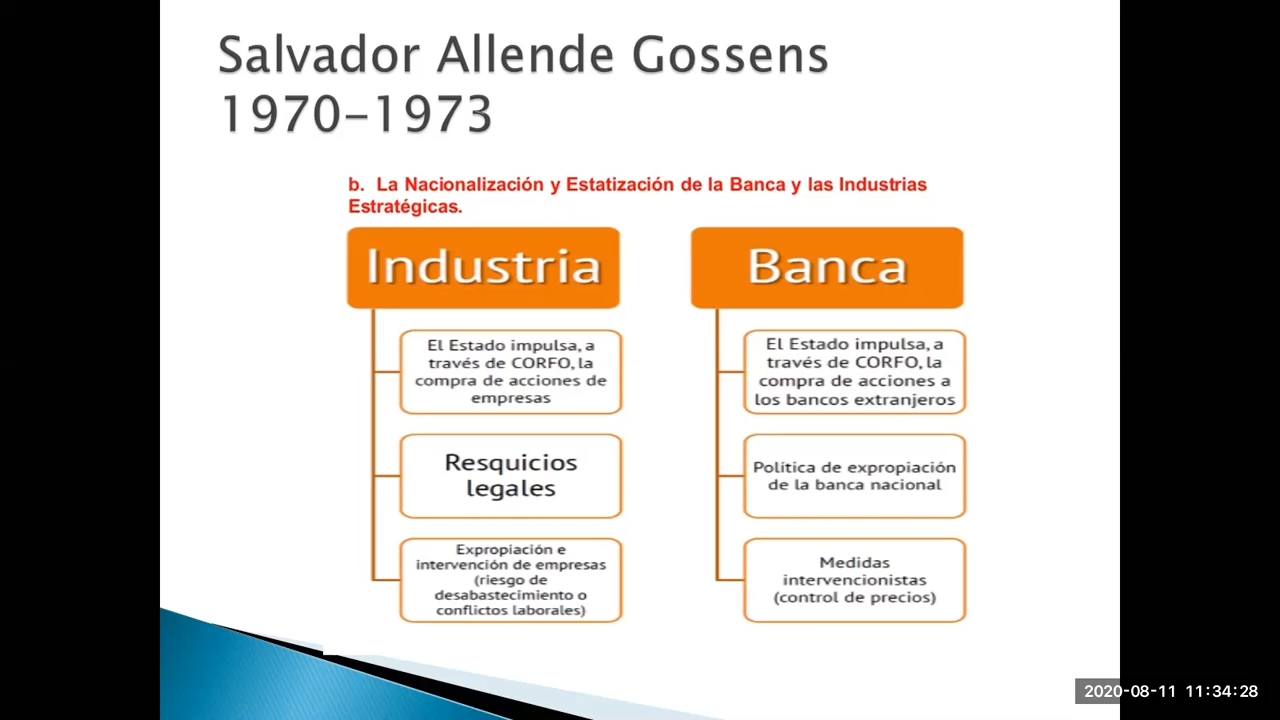 Salvador Allende Gossens
1970-1973
b. La Nacionalización y Estatización de la Banca y las Industrias
Estratégicas.
Industria
El Estado impulsa, a
través de CORFO, la
compra de acciones de
empresas
Resquicios
legales
Expropiación e
intervención de empresas
(riesgo de
desabastecimiento o
conflictos laborales)
Banca
El Estado impulsa, a
través de CORFO, la
compra de acciones a
los bancos extranjeros
Política de expropiación
de la banca nacional
Medidas
intervencionistas
(control de precios)
2020-08-11 11:34:28